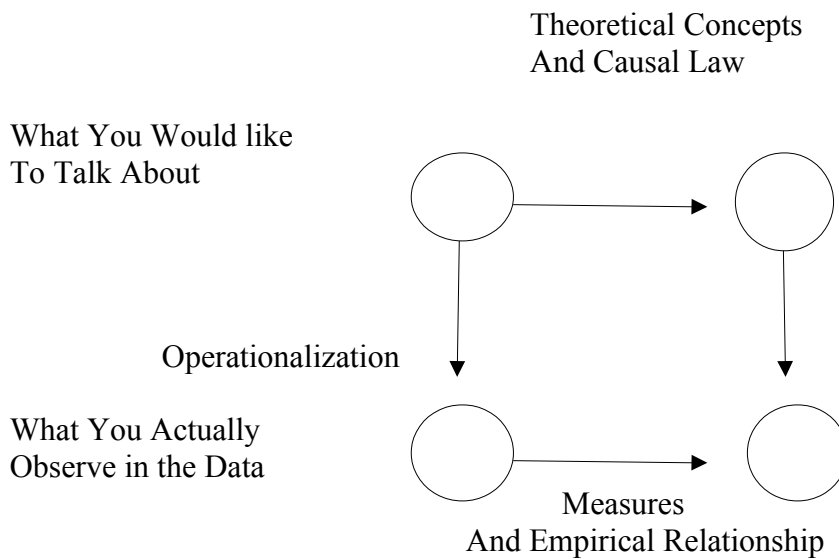 Theoretical Concepts
And Causal Law
What You Would like
To Talk About
Operationalization
What You Actually
Observe in the Data
Measures
And Empirical Relationship